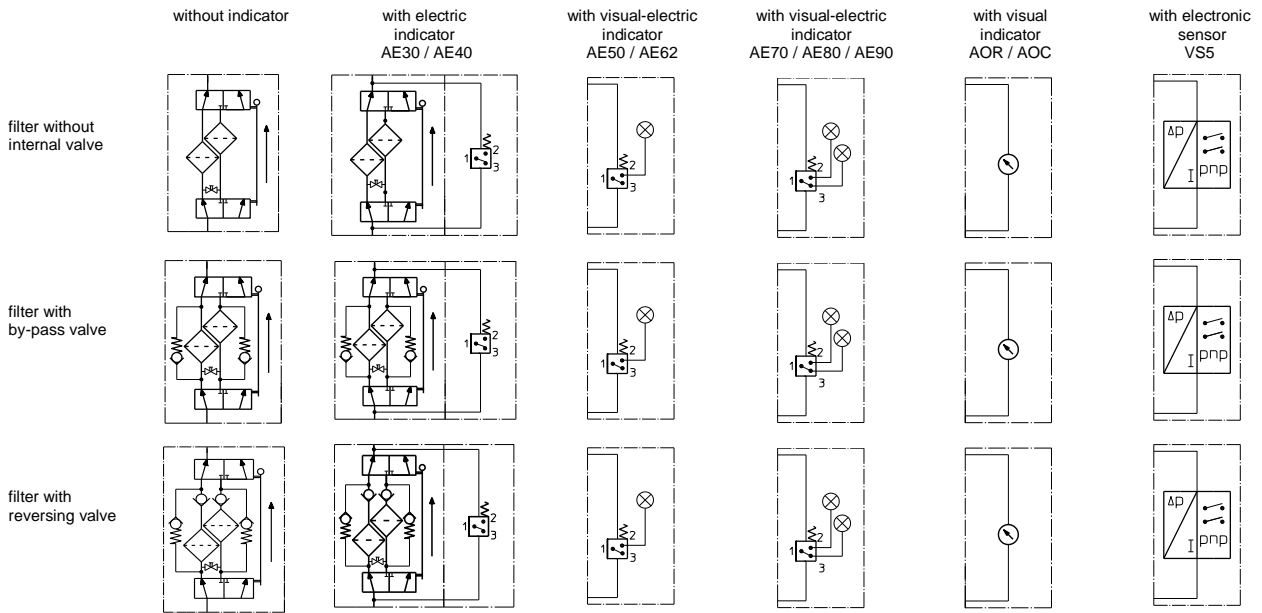 without indicator
with electric
indicator
AE30 / AE40
with visual-electric
indicator
AE50 / AE62
with visual-electric
indicator
AE70 / AE80 / AE90
with visual
indicator
AOR / AOC
with electronic
sensor
VS5
filter without
internal valve
1 2 3
1 2 3
1 2 3
Δp
I pnp
filter with
by-pass valve
1 2 3
1 2 3
1 2 3
Δp
I pnp
filter with
reversing valve
1 2 3
1 2 3
1 2 3
Δp
I pnp